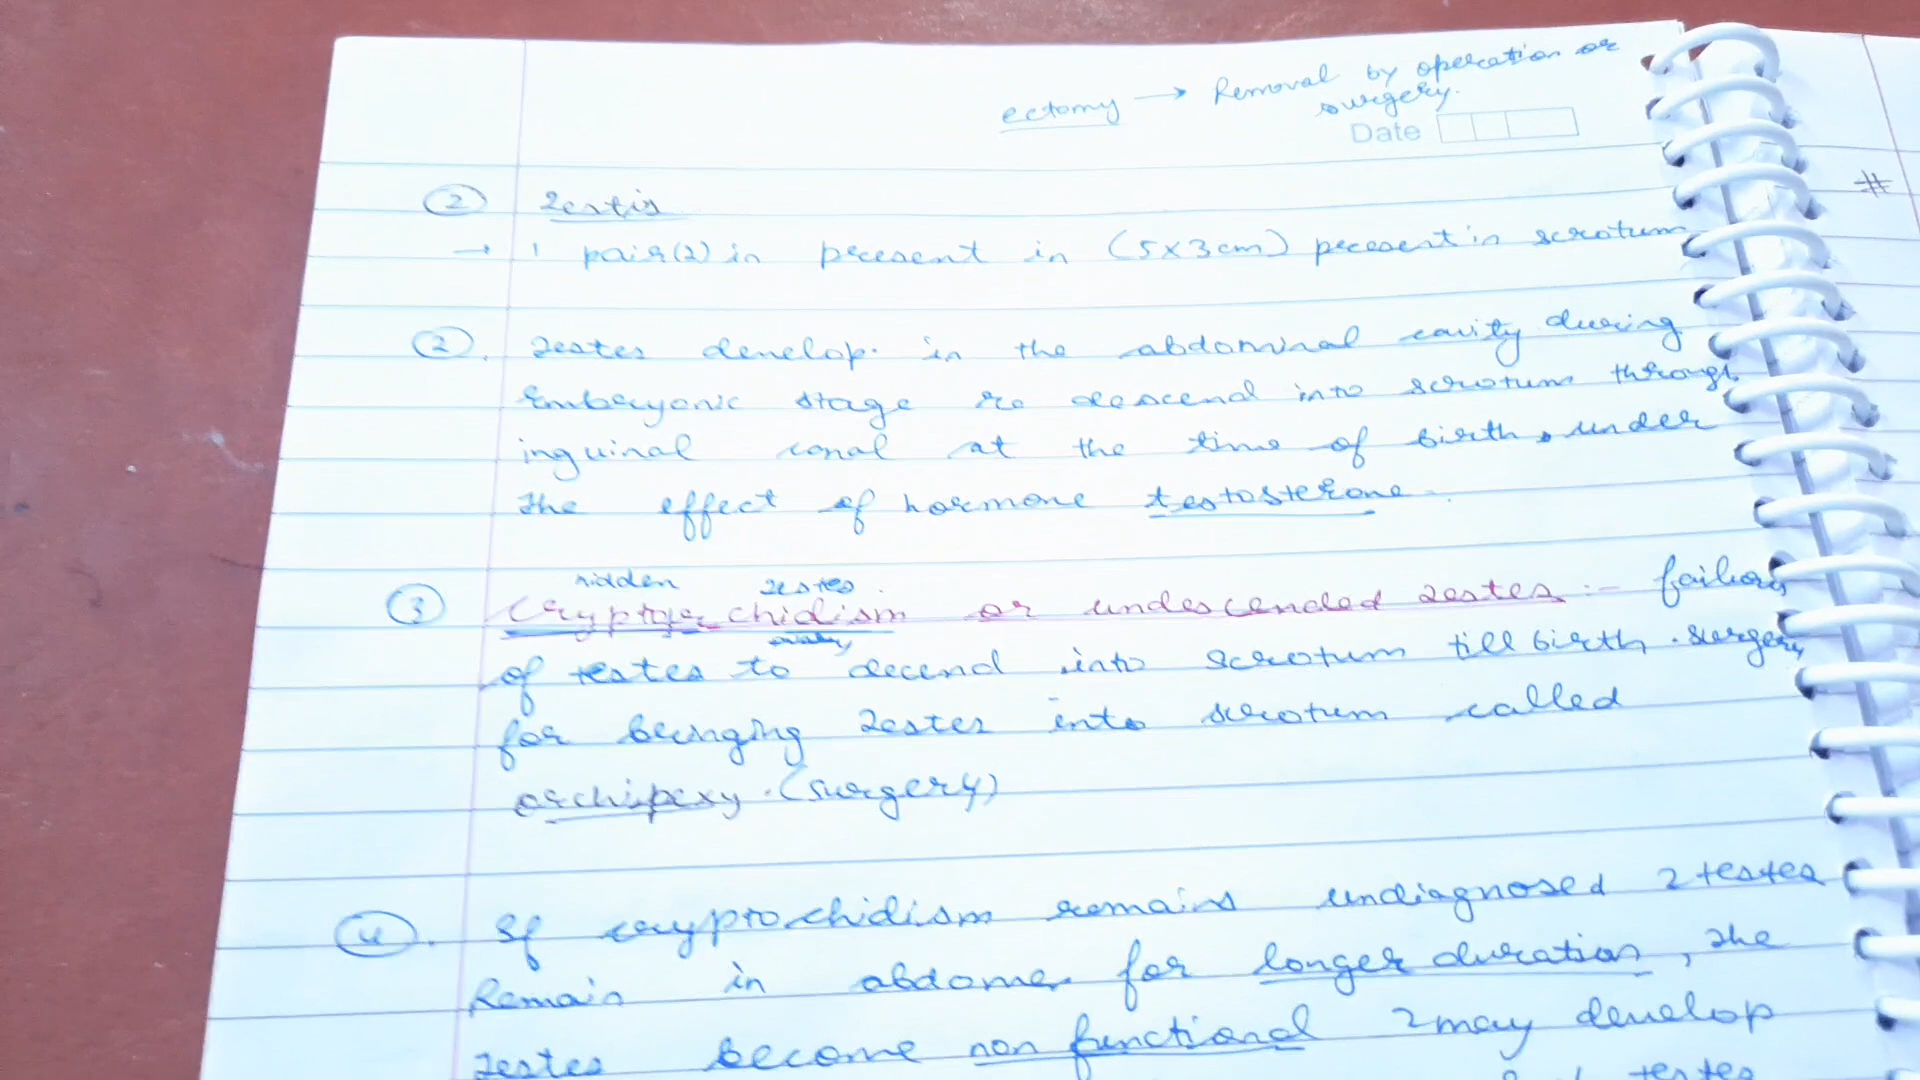 ectomy → Removal by operation or
surgery.
Date
② Testis
→ 1 pair(2) in present in (5x3cm) present in scrotum
②. Testes develop. in the abdominal cavity during
Embryonic stage descend into scrotum through
inguinal canal at the time of birth, under
the effect of hormone testosterone.
hidden testes.
③ Cryptorchidism or undescended testes :- failiory
of testes to decend into scrotum till birth. surgery
for bringing testes into scrotum called
orchipexy. (surgery)
④. If cryptochidism remains undiagnosed 2 testes
Remain in abdomen for longer duration, the
testes become non functional 2 may develop
testes
#